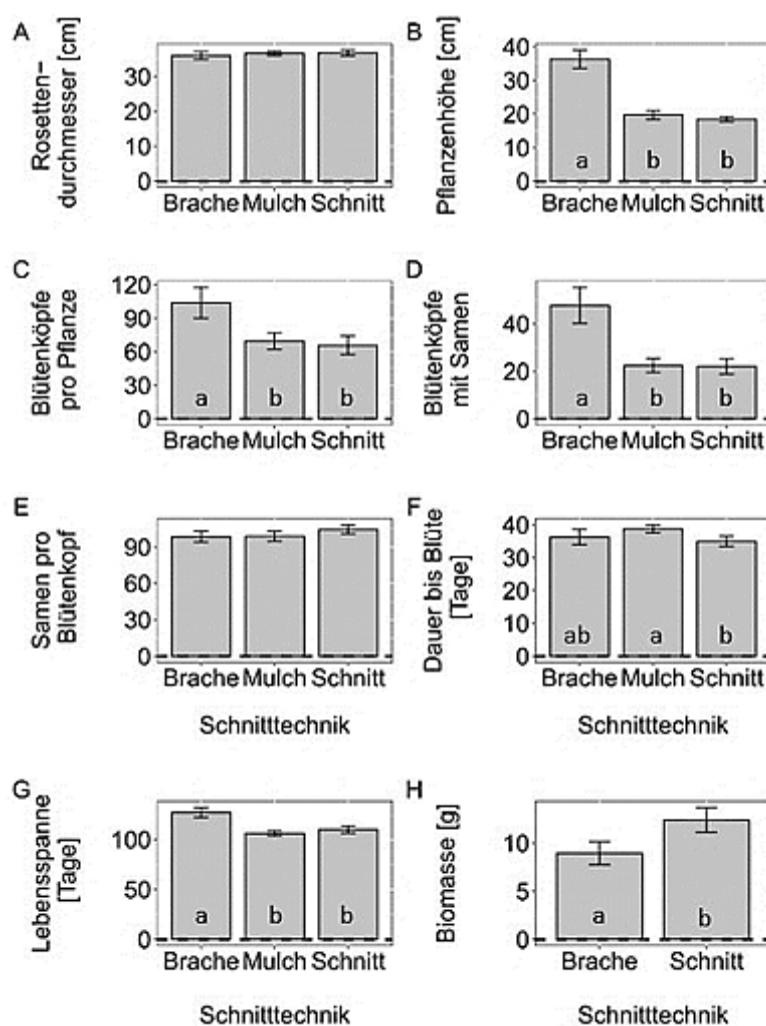 A
Rosetten-
durchmesser [cm]
30
20
10
0
Brache Mulch Schnitt
B
Pflanzenhöhe [cm]
40
30
20
10
0
a b b
Brache Mulch Schnitt
C
Blütenköpfe
pro Pflanze
120
90
60
30
0
a b b
Brache Mulch Schnitt
D
Blütenköpfe
mit Samen
40
20
0
a b b
Brache Mulch Schnitt
E
Samen pro
Blütenkopf
90
60
30
0
Brache Mulch Schnitt
Schnitttechnik
F
Dauer bis Blüte
[Tage]
40
30
20
10
0
ab a b
Brache Mulch Schnitt
Schnitttechnik
G
Lebensspanne
[Tage]
100
50
0
a b b
Brache Mulch Schnitt
Schnitttechnik
H
Biomasse [g]
10
5
0
a b
Brache Schnitt
Schnitttechnik